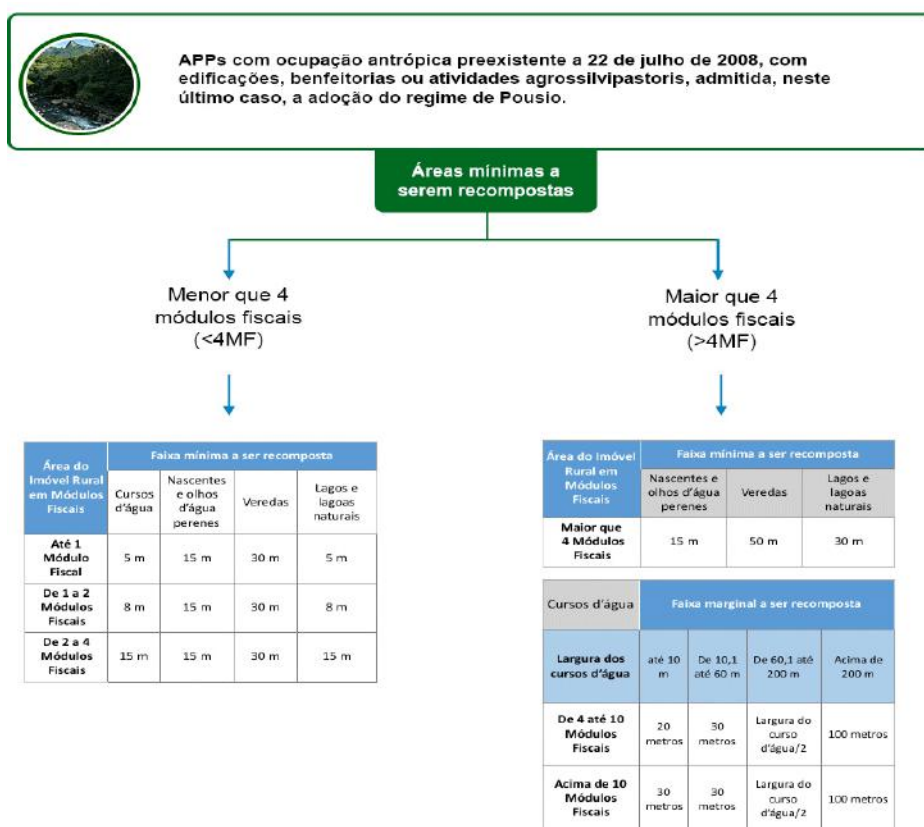 APPs com ocupação antrópica preexistente a 22 de julho de 2008, com
edificações, benfeitorias ou atividades agrossilvipastoris, admitida, neste
último caso, a adoção do regime de Pousio.
Áreas mínimas a
serem recompostas
Menor que 4
módulos fiscais
(<4MF)
Maior que 4
módulos fiscais
(>4MF)
Área do
Imóvel Rural
em Módulos
Fiscais
Faixa mínima a ser recomposta
Cursos
d'água
Nascentes
e olhos
d'água
perenes
Veredas
Lagos e
lagoas
naturais
Até 1
Módulo
Fiscal
5 m
15 m
30 m
5 m
De 1 a 2
Módulos
Fiscais
8 m
15 m
30 m
8 m
De 2 a 4
Módulos
Fiscais
15 m
15 m
30 m
15 m
Área do Imóvel
Rural em
Módulos
Fiscais
Faixa mínima a ser recomposta
Nascentes e
olhos d'água
perenes
Veredas
Lagos e
lagoas
naturais
Maior que
4 Módulos
Fiscais
15 m
50 m
30 m
Cursos d'água
Faixa marginal a ser recomposta
Largura dos
cursos d'água
até 10
m
De 10,1
até 60 m
De 60,1 até
200 m
Acima de
200 m
De 4 até 10
Módulos
Fiscais
20
metros
30
metros
Largura do
curso
d'água/2
100 metros
Acima de 10
Módulos
Fiscais
30
metros
30
metros
Largura do
curso
d'água/2
100 metros